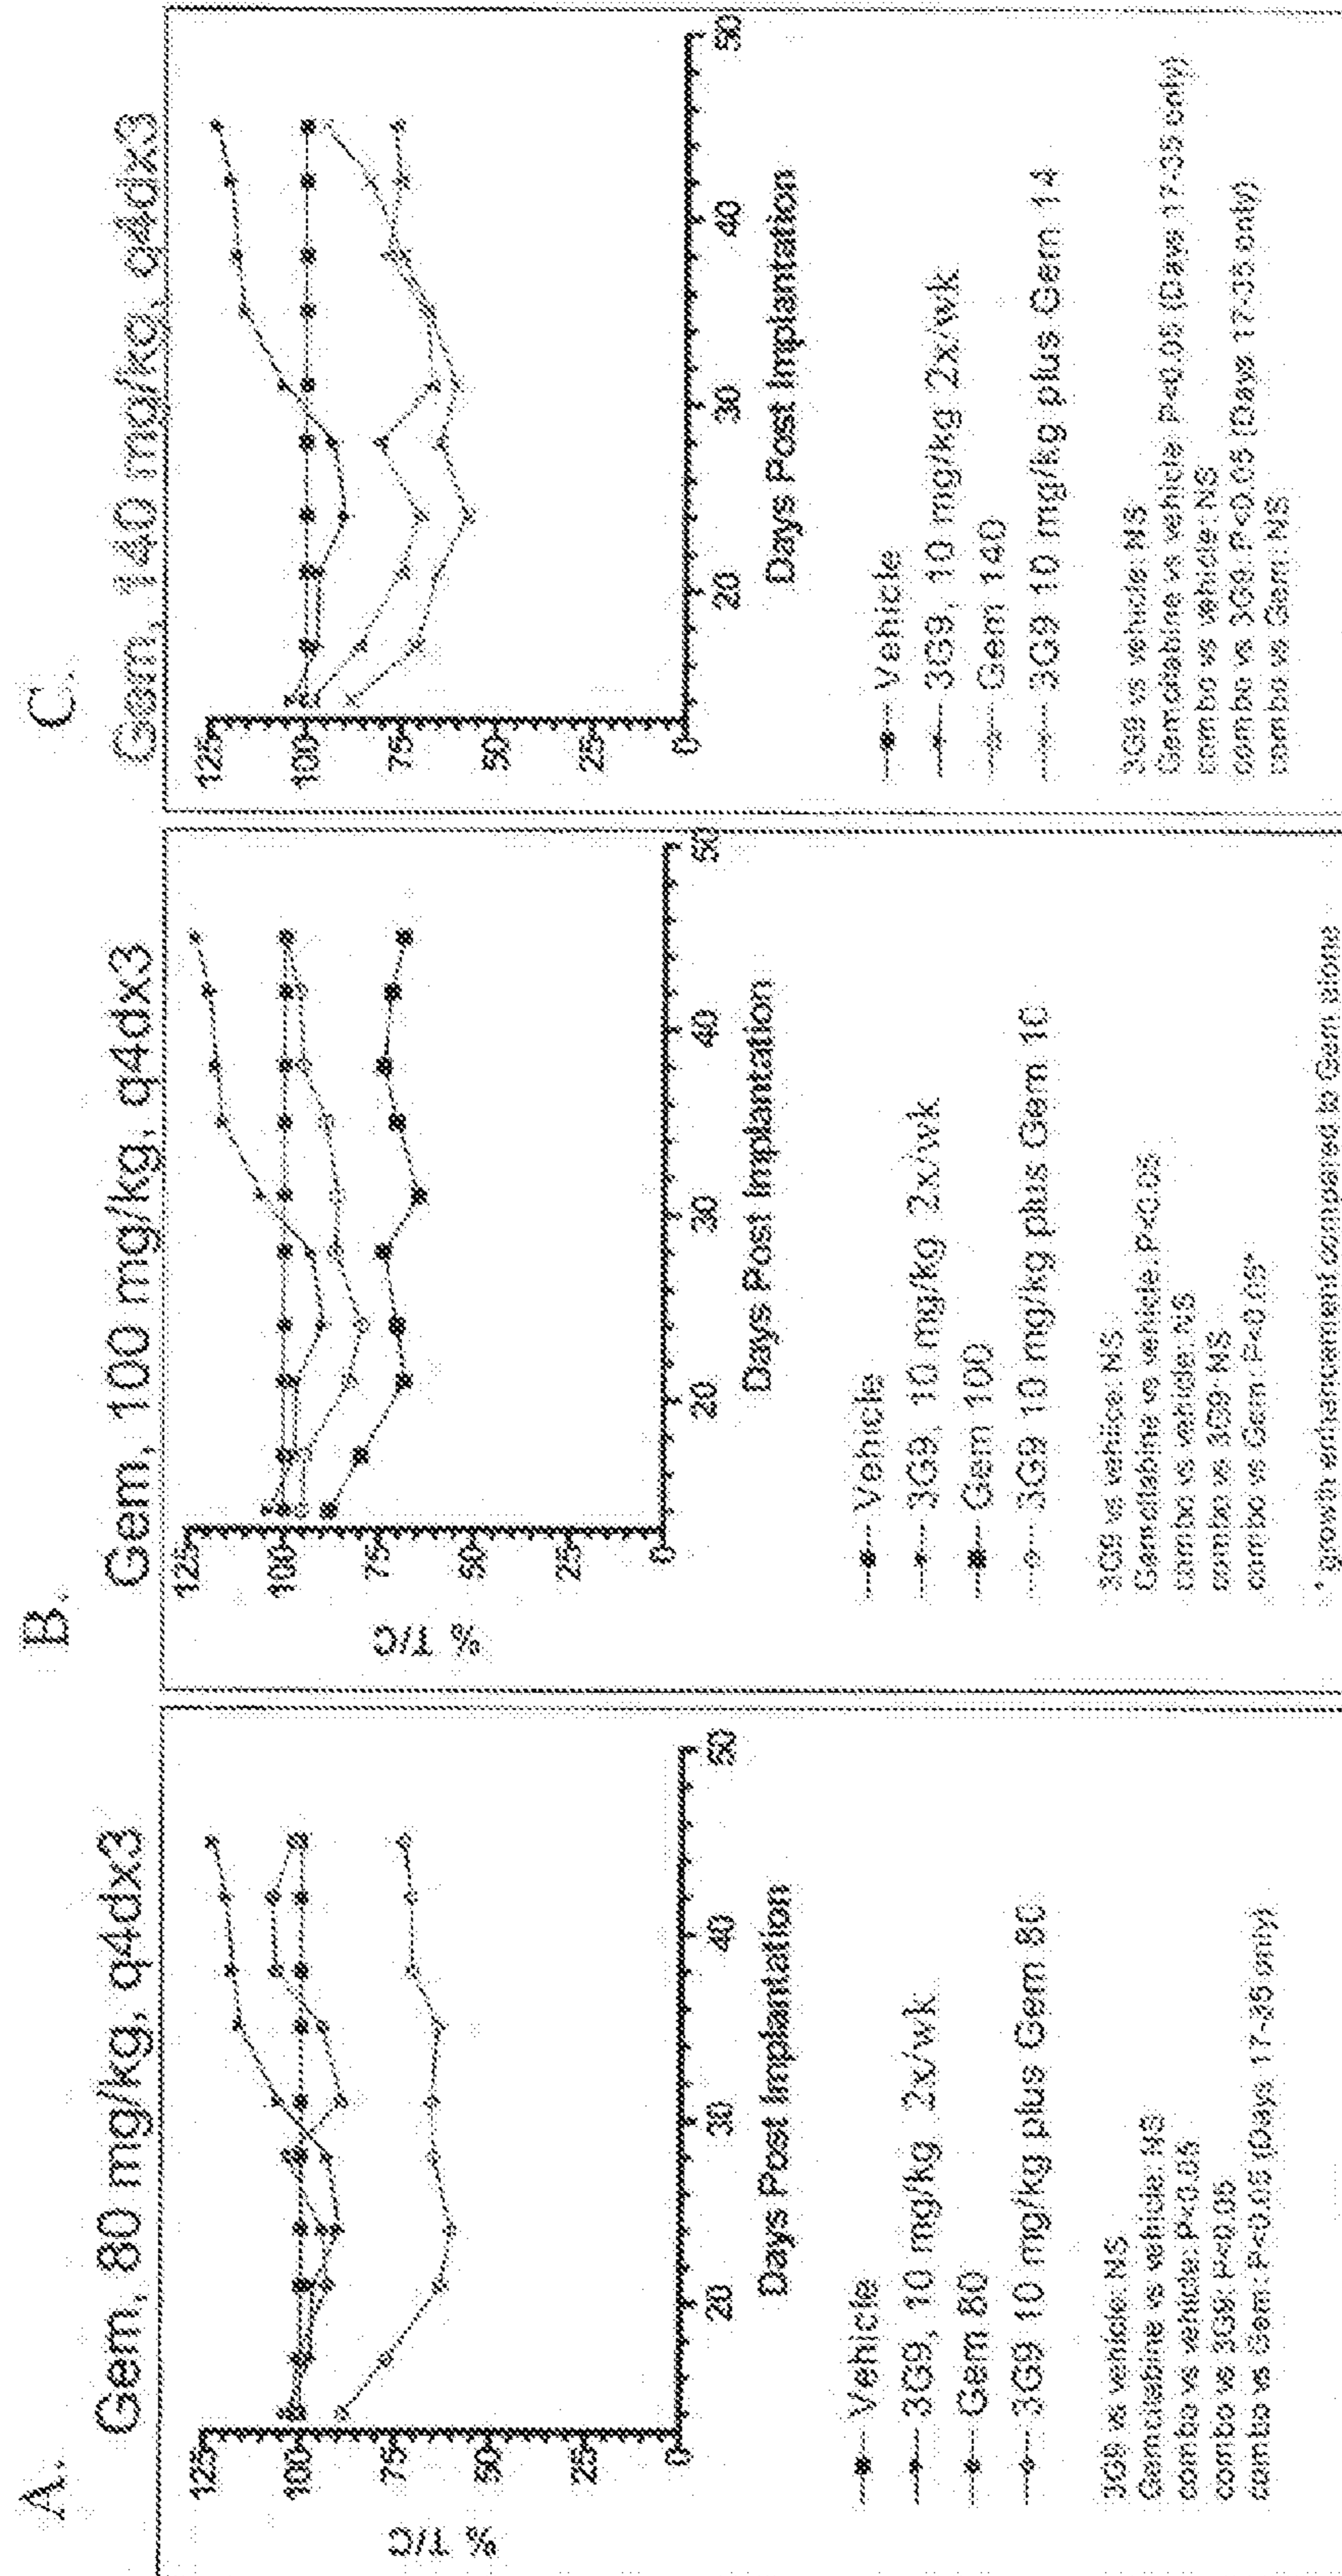 A.
Gem, 80 mg/kg, q4dx3
% T/C
125
100
75
50
25
0
20
30
40
50
Days Post Implantation
Vehicle
3G9, 10 mg/kg 2x/wk
Gem 80
3G9 10 mg/kg plus Gem 80
3G9 vs vehicle: NS
Gemcitabine vs vehicle: NS
combo vs vehicle: P<0.05
combo vs 3G9: P<0.05
combo vs Gem: P<0.05 (Days 17-35 only)
B.
Gem, 100 mg/kg, q4dx3
% T/C
125
100
75
50
25
0
20
30
40
50
Days Post Implantation
Vehicle
3G9, 10 mg/kg 2x/wk
Gem 100
3G9 10 mg/kg plus Gem 10
3G9 vs vehicle: NS
Gemcitabine vs vehicle: P<0.05
combo vs vehicle: NS
combo vs 3G9: NS
combo vs Gem: P<0.05*
* growth enhancement compared to Gem alone
C.
Gem, 140 mg/kg, q4dx3
125
100
75
50
25
0
20
30
40
50
Days Post Implantation
Vehicle
3G9, 10 mg/kg 2x/wk
Gem 140
3G9 10 mg/kg plus Gem 14
3G9 vs vehicle: NS
Gemcitabine vs vehicle: P<0.05 (Days 17-35 only)
combo vs vehicle: NS
combo vs 3G9: P<0.05 (Days 17-35 only)
combo vs Gem: NS